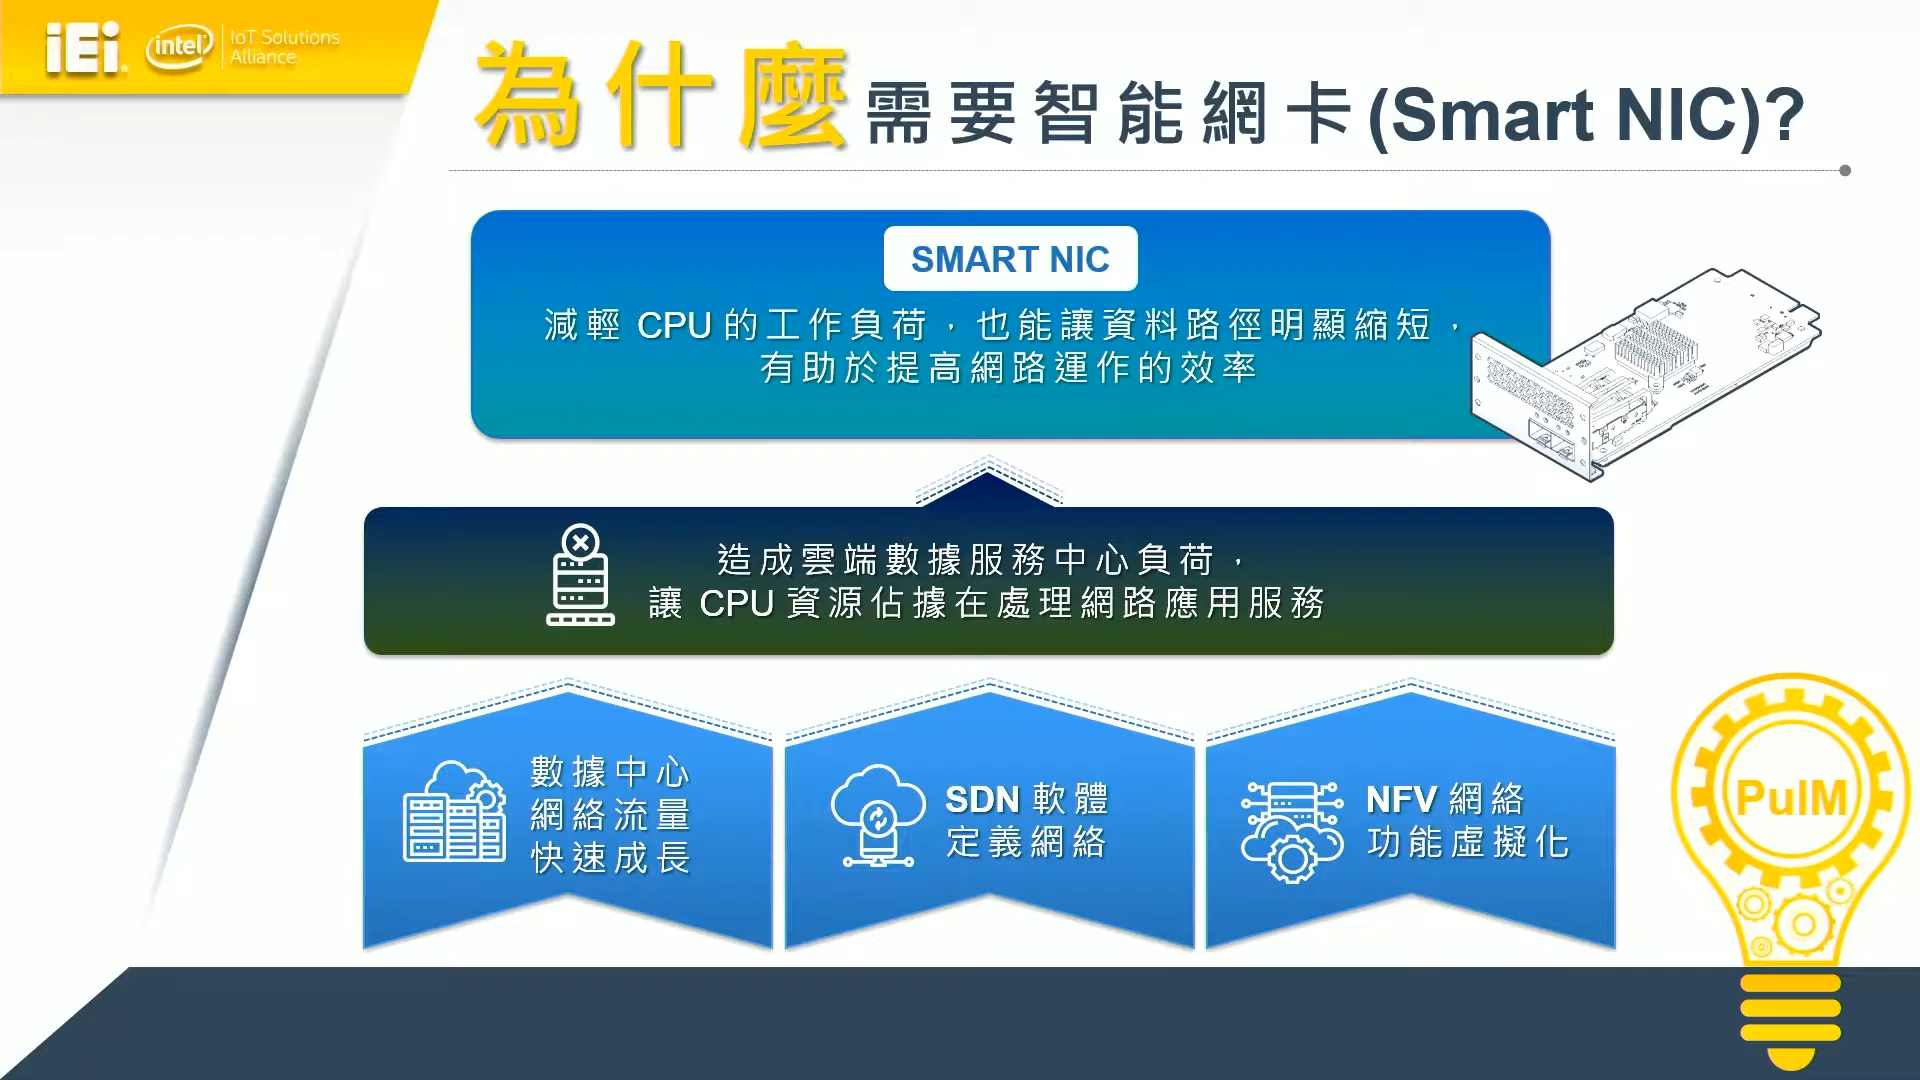 iEi
intel
IoT Solutions
Alliance
為什麼需要智能網卡(Smart NIC)?
SMART NIC
減輕 CPU 的工作負荷，也能讓資料路徑明顯縮短，
有助於提高網路運作的效率
造成雲端數據服務中心負荷，
讓 CPU 資源佔據在處理網路應用服務
數據中心
網絡流量
快速成長
SDN 軟體
定義網絡
NFV 網絡
功能虛擬化
PulM